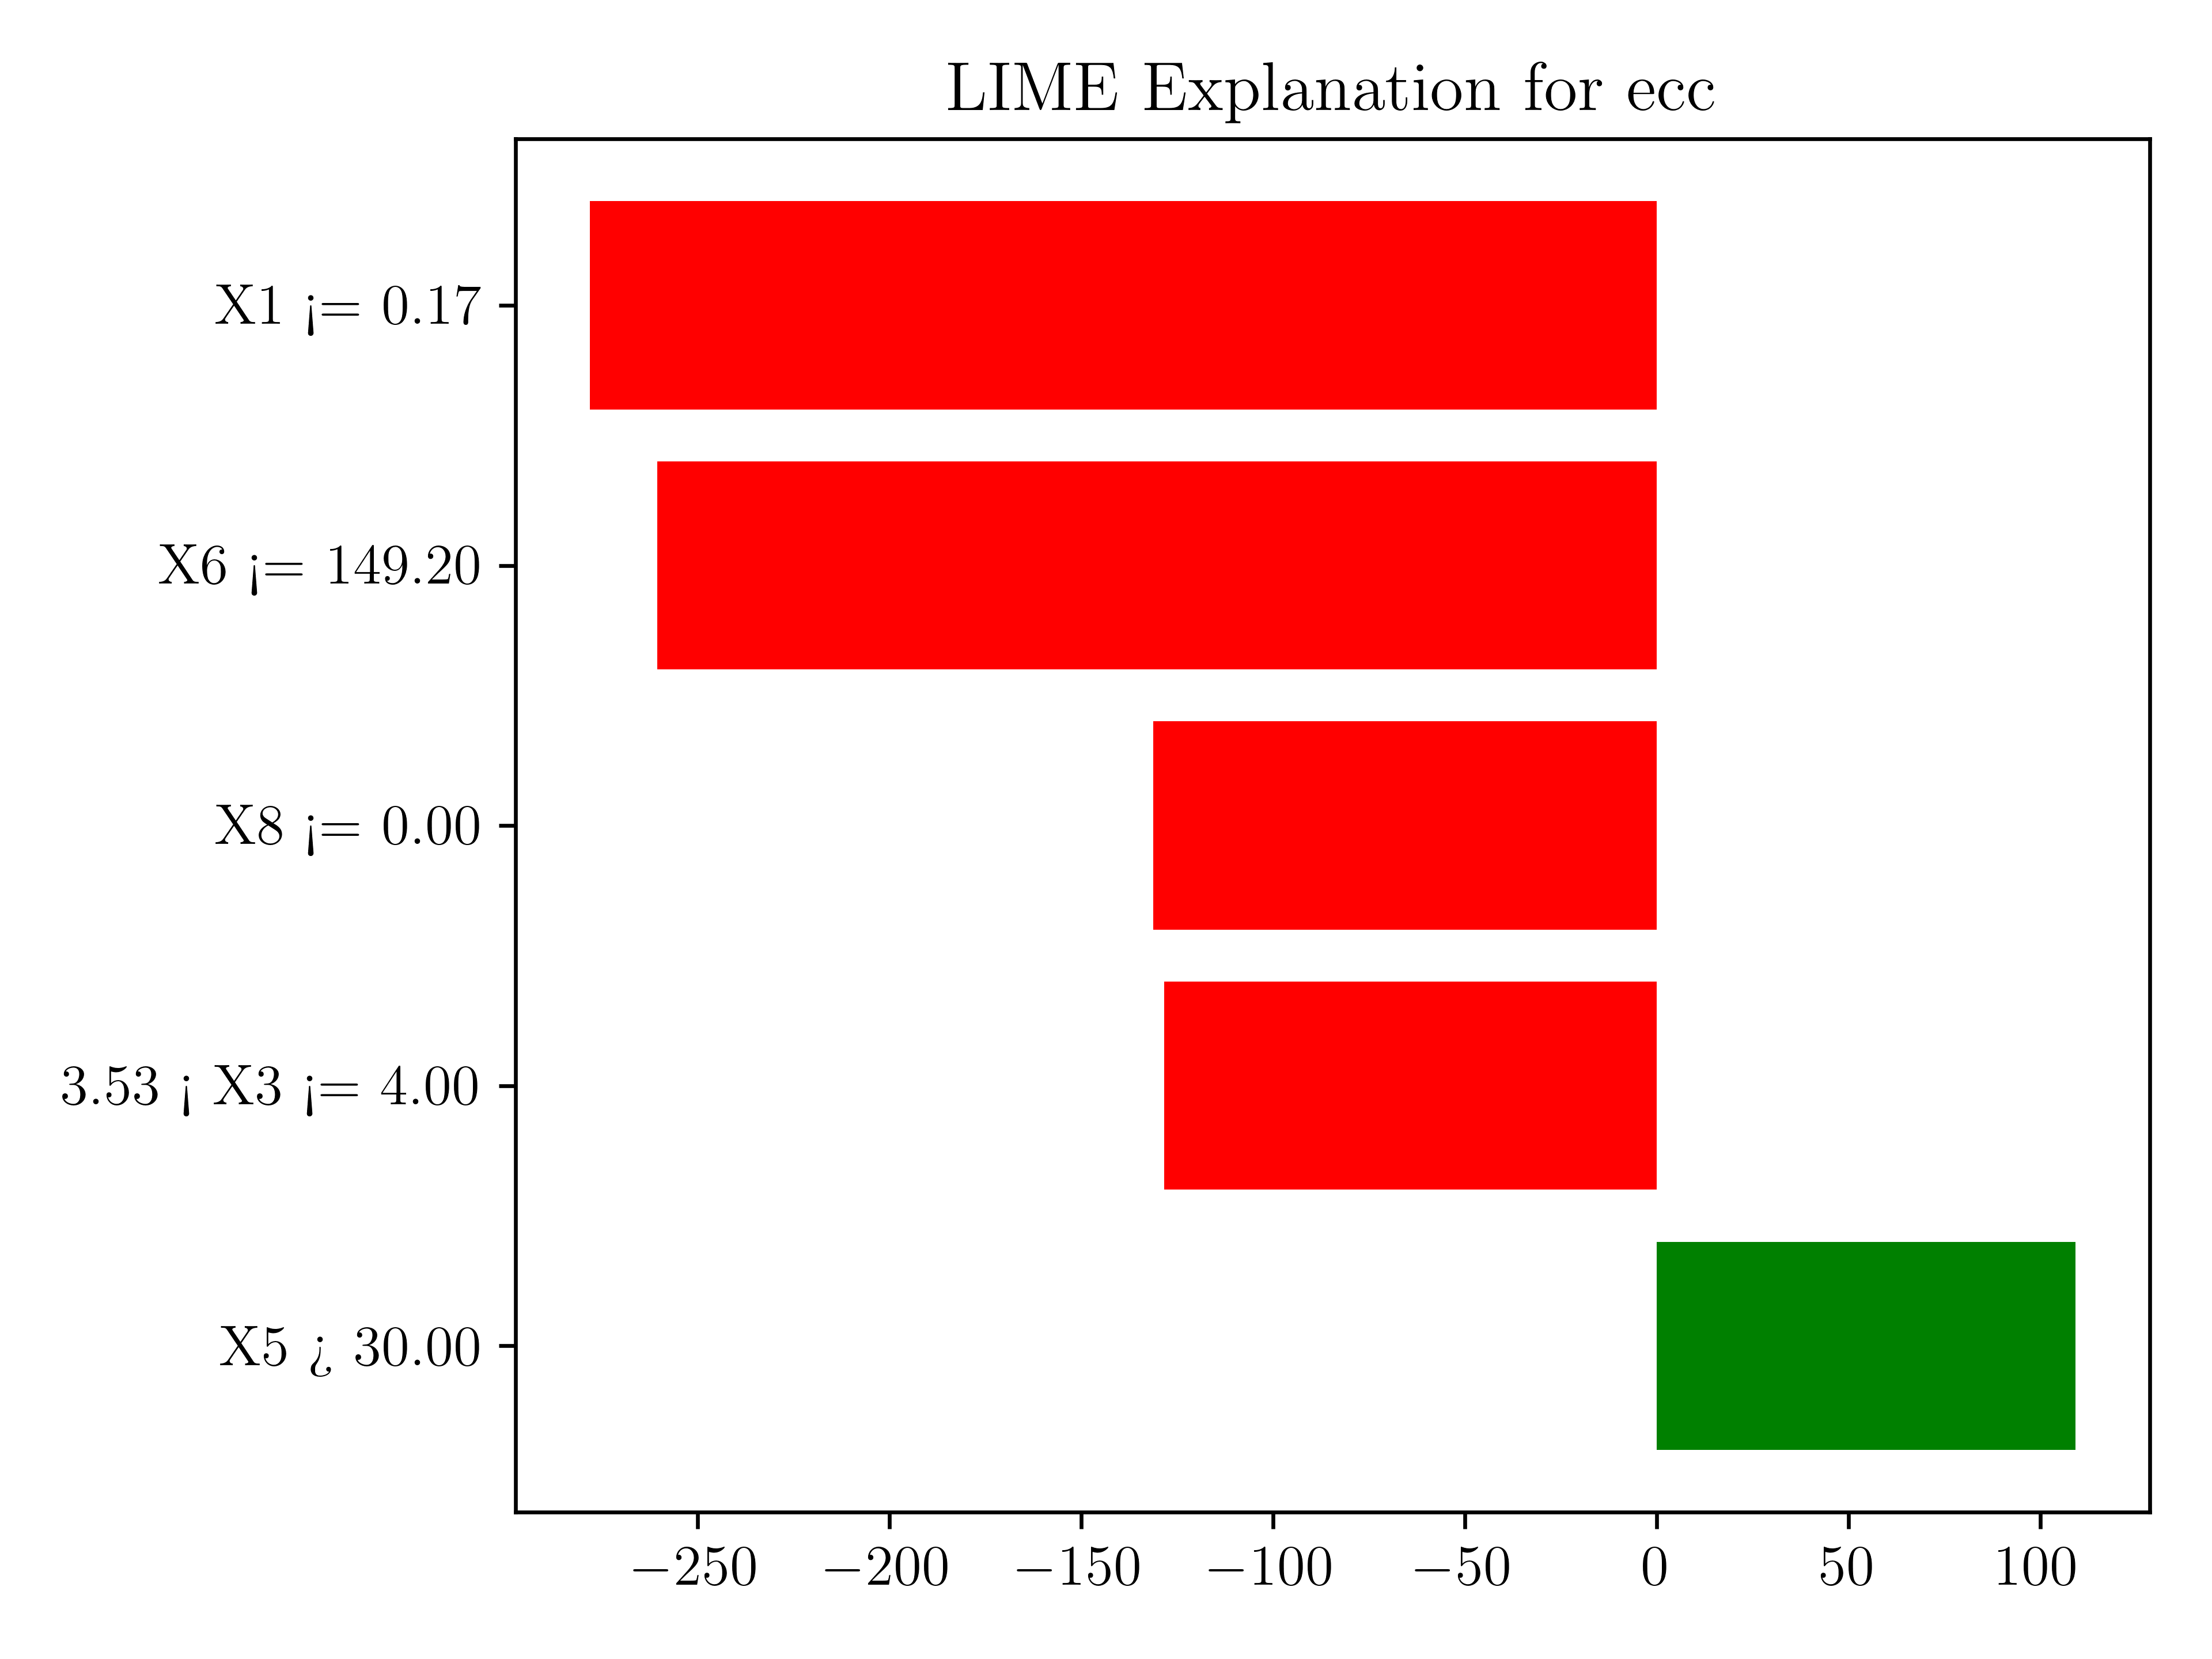 LIME Explanation for ecc
X1 ¡= 0.17
X6 ¡= 149.20
X8 ¡= 0.00
3.53 ¡ X3 ¡= 4.00
X5 ¿ 30.00
−250 −200 −150 −100 −50 0 50 100